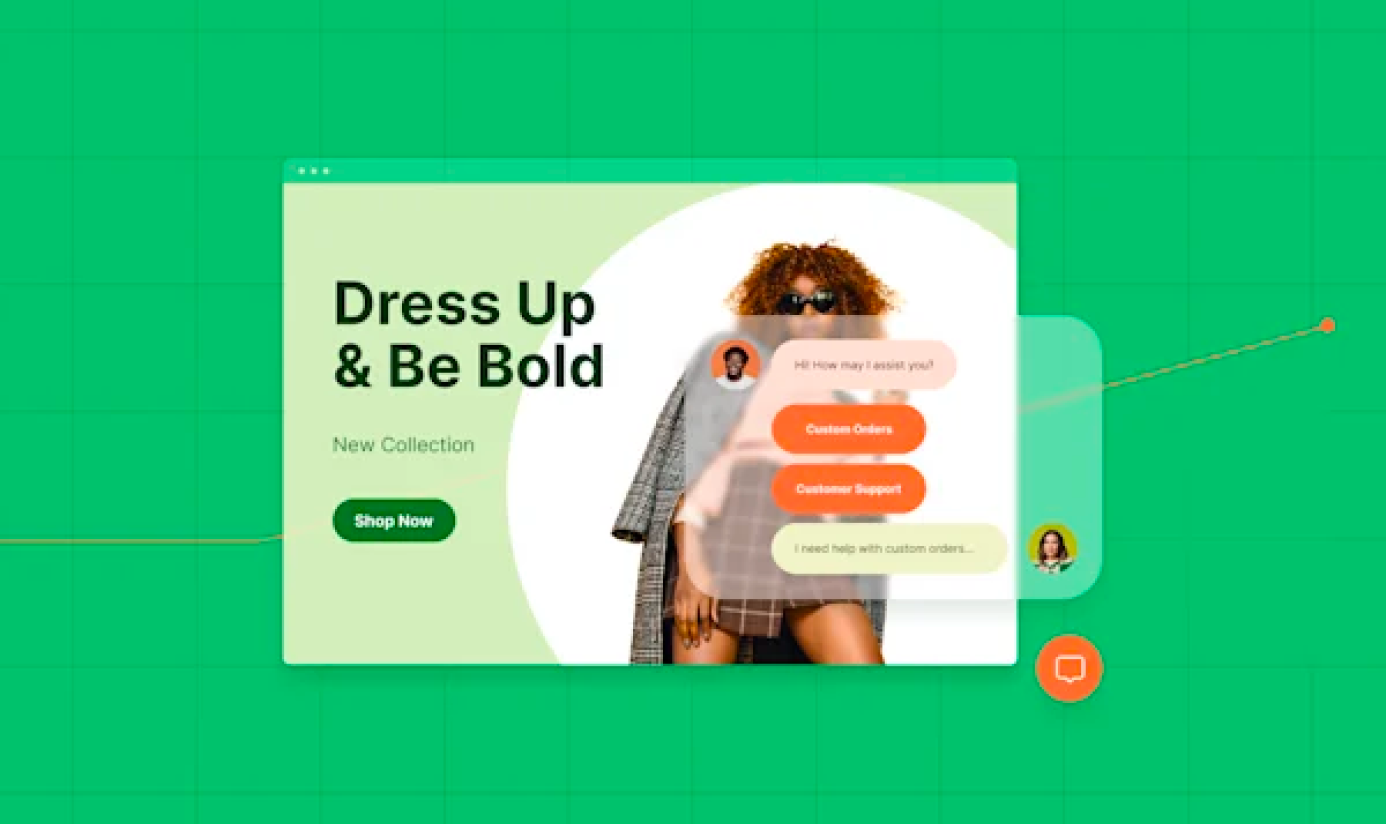 Dress Up
& Be Bold
New Collection
Shop Now
Hi! How may I assist you?
Custom Orders
Customer Support
I need help with custom orders...